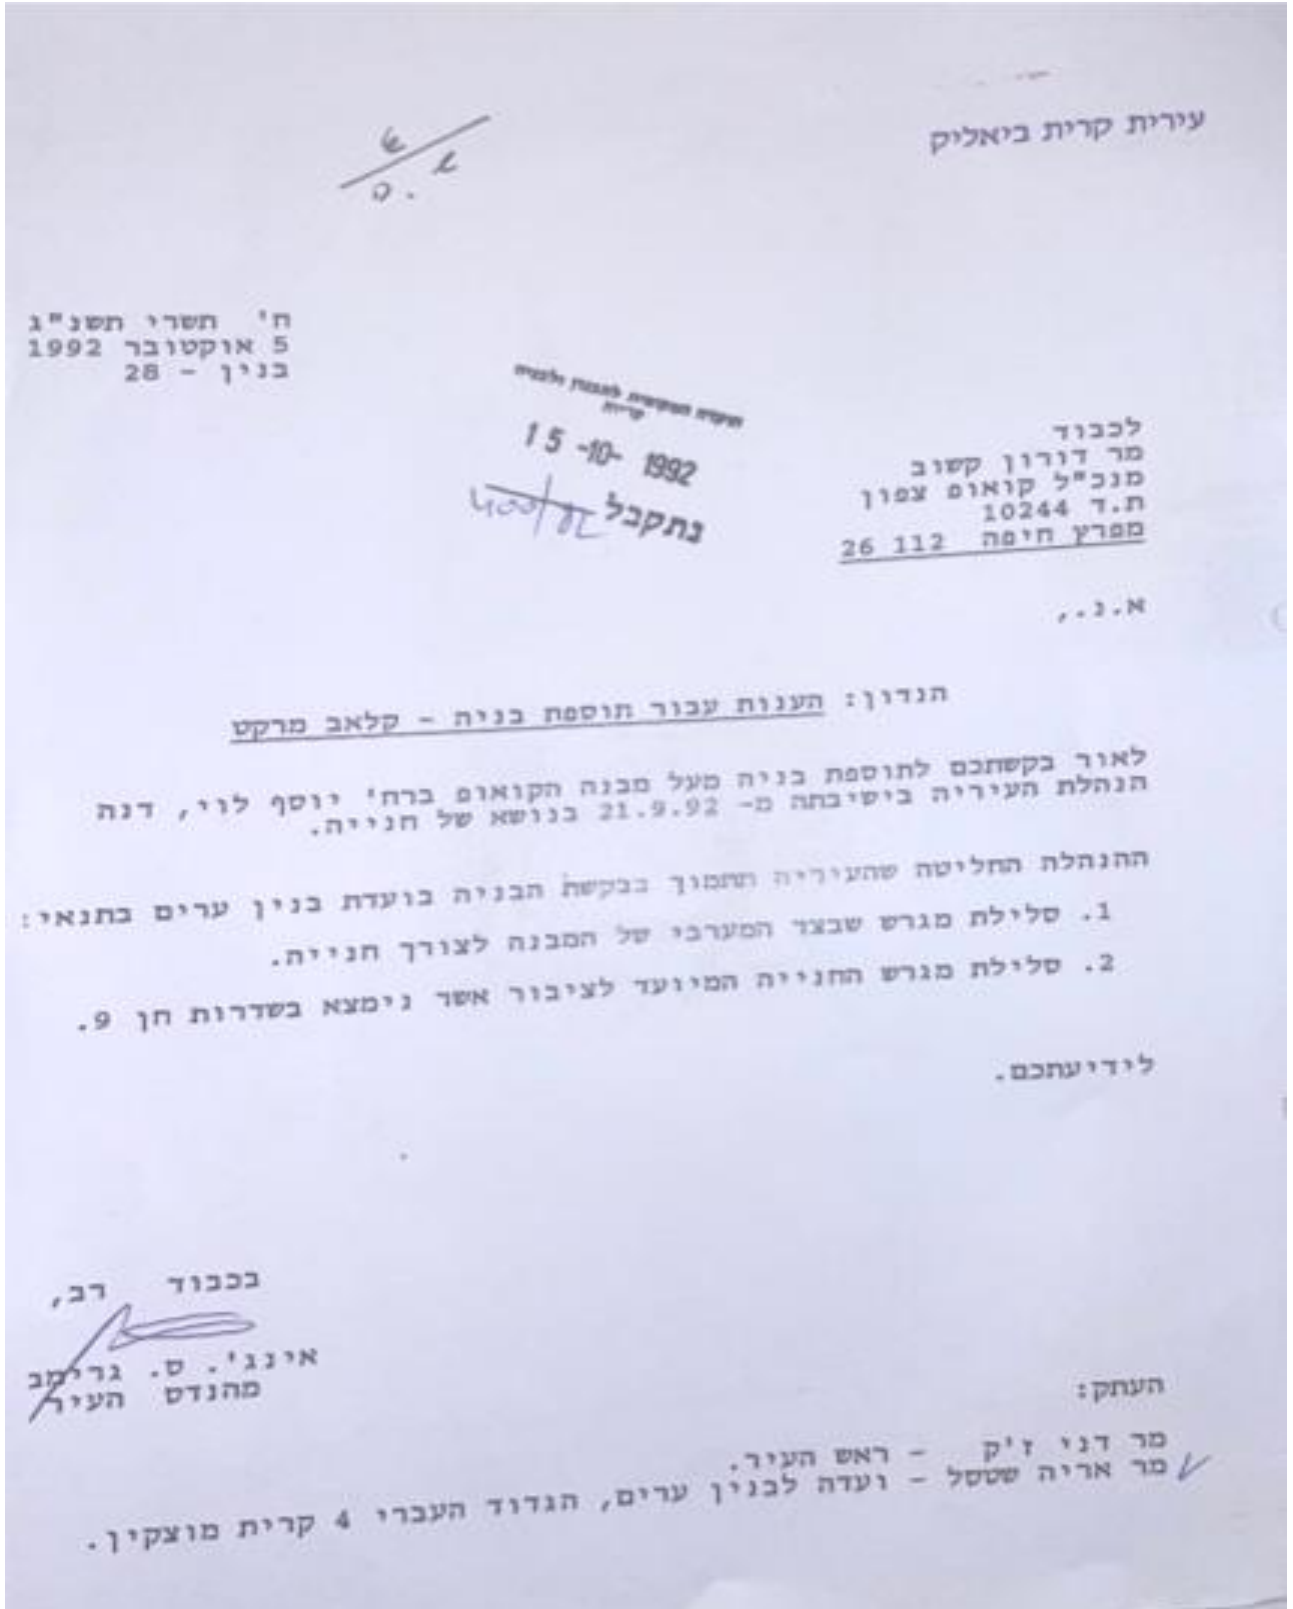 עירית קרית ביאליק
ח' תשרי תשנ"ג
5 אוקטובר 1992
בנין - 28
15 -10- 1992
נתקבל
לכבוד
מר דורון קשוב
מנכ"ל קואופ צפון
ת.ד 10244
מפרץ חיפה 112 26
א.נ.,
הנדון: הענות עבור תוספת בניה - קלאב מרקט
לאור בקשתכם לתוספת בניה מעל מבנה הקואופ ברח' יוסף לוי, דנה
הנהלת העיריה בישיבתה מ- 21.9.92 בנושא של חנייה.
ההנהלה החליטה שהעיריה תתמוך בבקשת הבניה בועדת בנין ערים בתנאי:
1. סלילת מגרש שבצד המערבי של המבנה לצורך חנייה.
2. סלילת מגרש החנייה המיועד לציבור אשר נימצא בשדרות חן 9.
לידיעתכם.
בכבוד רב,
אינג'. ס. גרימב
מהנדס העיר
העתק:
מר דני ז'ק - ראש העיר.
מר אריה שטסל - ועדה לבנין ערים, הגדוד העברי 4 קרית מוצקין.